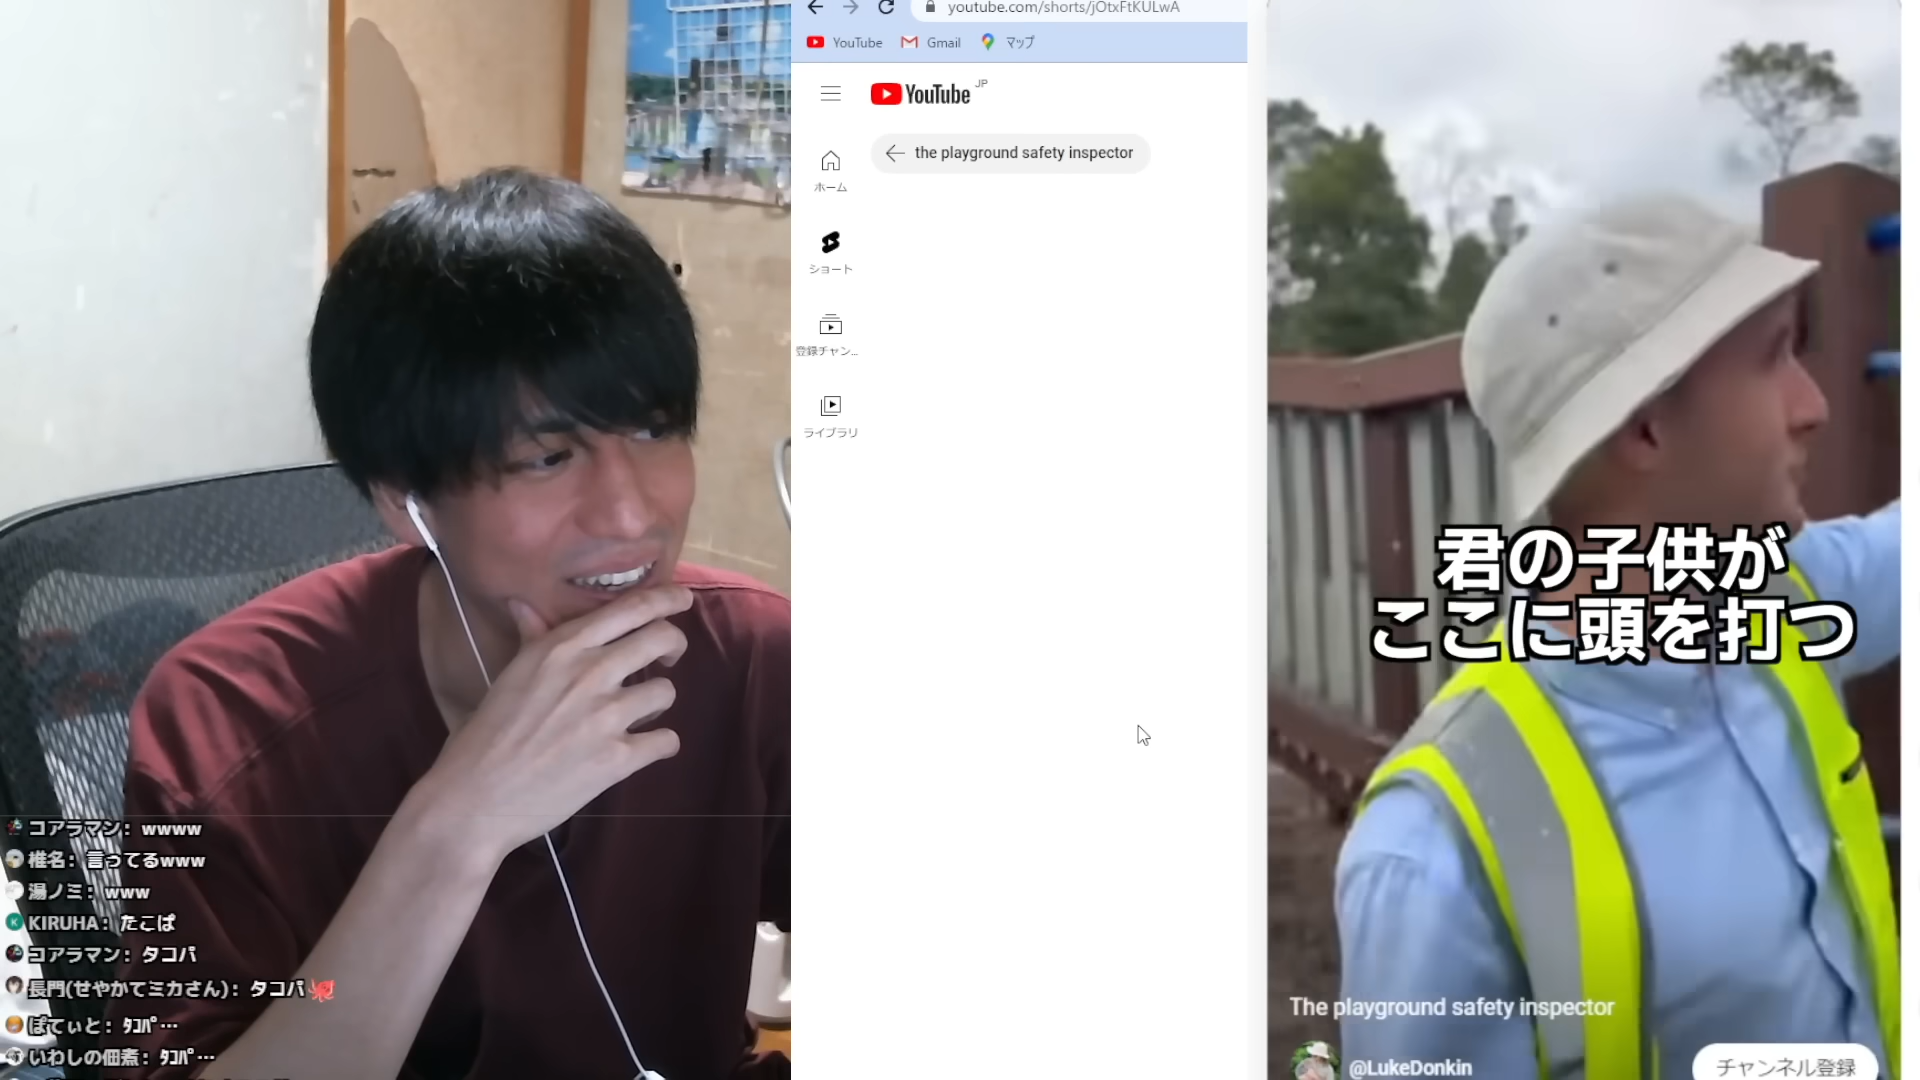 youtube.com/shorts/jOtxFtKULwA
YouTube
Gmail
マップ
YouTube JP
the playground safety inspector
ホーム
ショート
登録チャン...
ライブラリ
君の子供が
ここに頭を打つ
The playground safety inspector
@LukeDonkin
チャンネル登録
コアラマン: wwww
椎名: 言ってるwww
湯ノミ: www
KIRUHA: たこぱ
コアラマン: タコパ
長門(せやかてミカさん): タコパ🐙
ぽてぃと: ﾀｺﾊﾟ…
いわしの佃煮: ﾀｺﾊﾟ…